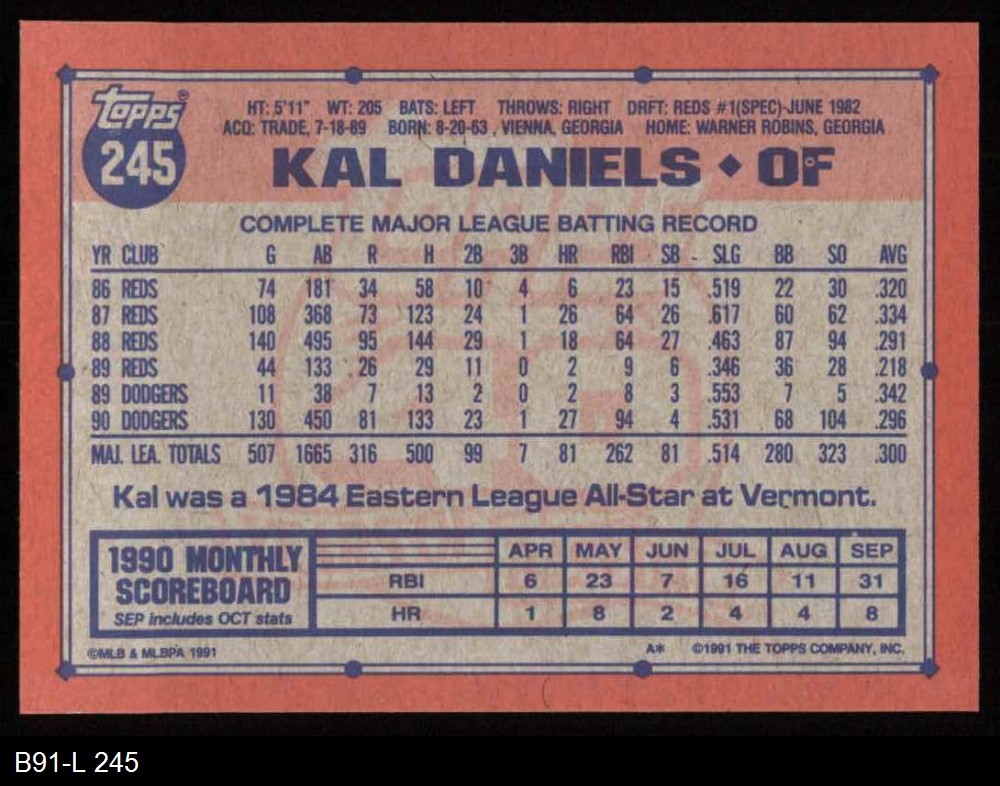 topps®
245
HT: 5'11" WT: 205 BATS: LEFT THROWS: RIGHT DRFT: REDS #1(SPEC)-JUNE 1982
ACQ: TRADE, 7-18-89 BORN: 8-20-63 , VIENNA, GEORGIA HOME: WARNER ROBINS, GEORGIA
KAL DANIELS ◆ OF
COMPLETE MAJOR LEAGUE BATTING RECORD
YR CLUB G AB R H 2B 3B HR RBI SB SLG BB SO AVG
86 REDS 74 181 34 58 10 4 6 23 15 .519 22 30 .320
87 REDS 108 368 73 123 24 1 26 64 26 .617 60 62 .334
88 REDS 140 495 95 144 29 1 18 64 27 .463 87 94 .291
89 REDS 44 133 26 29 11 0 2 9 6 .346 36 28 .218
89 DODGERS 11 38 7 13 2 0 2 8 3 .553 7 5 .342
90 DODGERS 130 450 81 133 23 1 27 94 4 .531 68 104 .296
MAJ. LEA. TOTALS 507 1665 316 500 99 7 81 262 81 .514 280 323 .300
Kal was a 1984 Eastern League All-Star at Vermont.
1990 MONTHLY
SCOREBOARD
SEP includes OCT stats
APR MAY JUN JUL AUG SEP
RBI 6 23 7 16 11 31
HR 1 8 2 4 4 8
©MLB & MLBPA 1991
A* ©1991 THE TOPPS COMPANY, INC.
B91-L 245